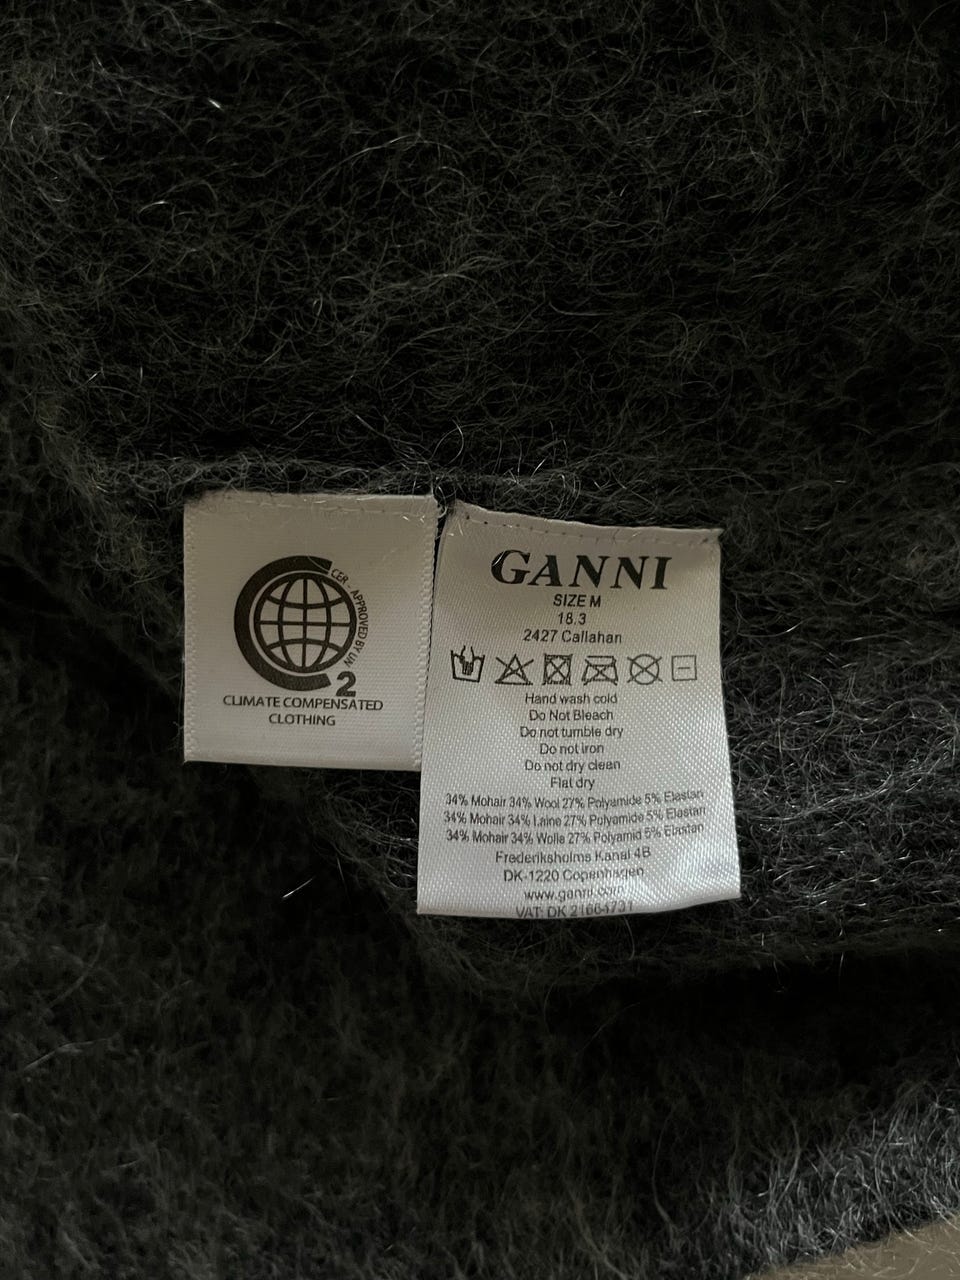 CER - APPROVED BY UN
2
CLIMATE COMPENSATED
CLOTHING
GANNI
SIZE M
18.3
2427 Callahan
Hand wash cold
Do Not Bleach
Do not tumble dry
Do not iron
Do not dry clean
Flat dry
34% Mohair 34% Wool 27% Polyamide 5% Elastan
34% Mohair 34% Laine 27% Polyamide 5% Elastan
34% Mohair 34% Wolle 27% Polyamid 5% Elastan
Frederiksholms Kanal 4B
DK-1220 Copenhagen
www.ganni.com
VAT: DK 21664731